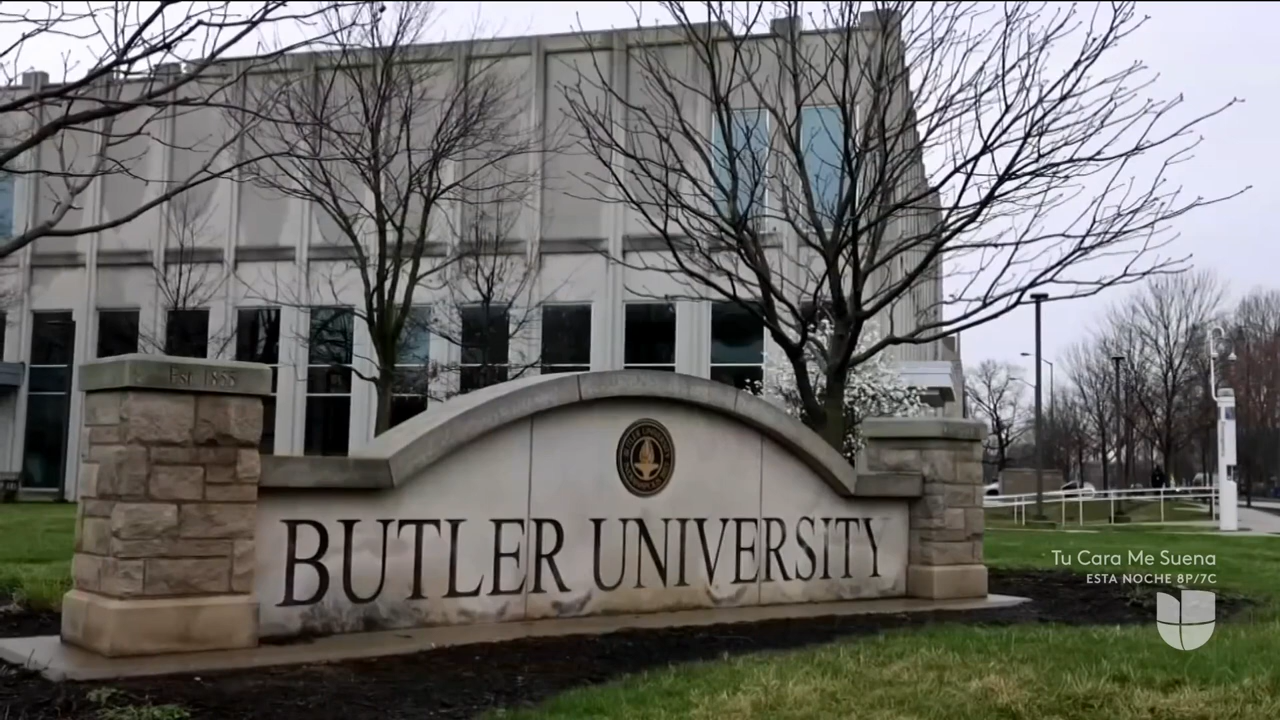 Est. 1855
BUTLER UNIVERSITY
Tu Cara Me Suena
ESTA NOCHE 8P/7C